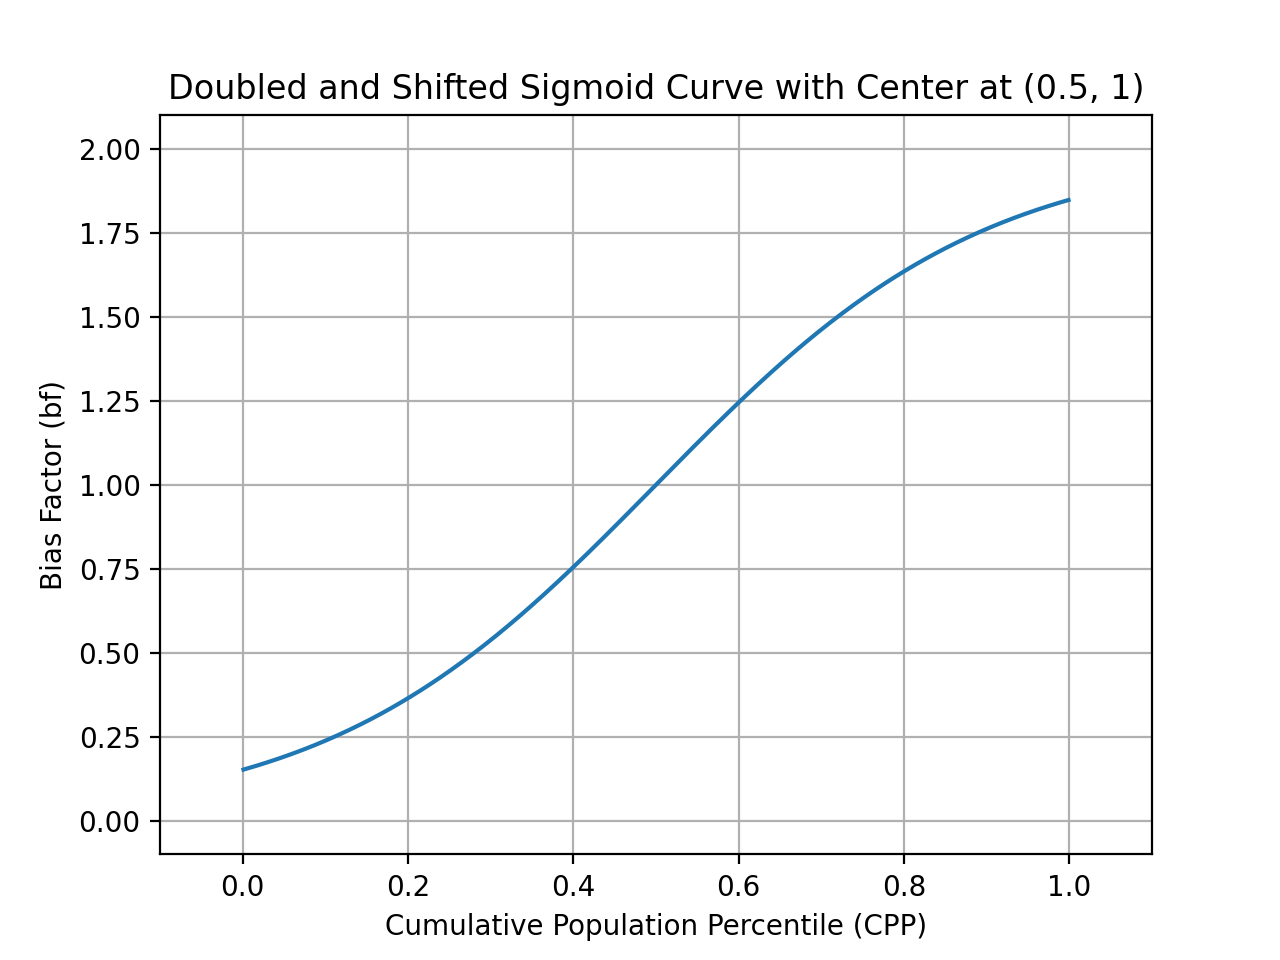 Doubled and Shifted Sigmoid Curve with Center at (0.5, 1)
2.00
1.75
1.50
1.25
1.00
0.75
0.50
0.25
0.00
Bias Factor (bf)
0.0 0.2 0.4 0.6 0.8 1.0
Cumulative Population Percentile (CPP)